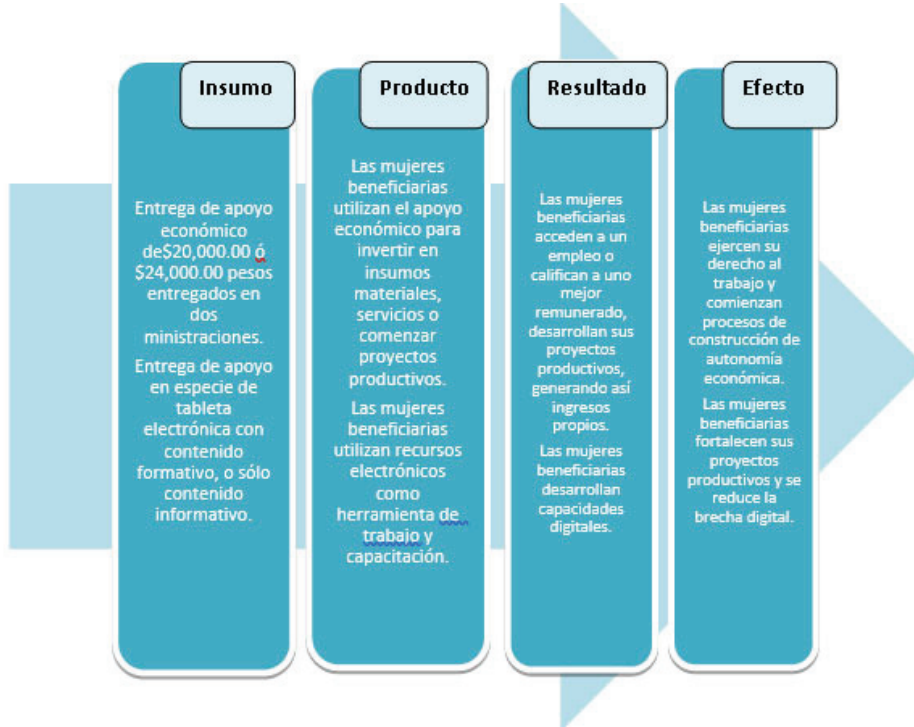 Insumo
Entrega de apoyo
económico
de$20,000.00 ó
$24,000.00 pesos
entregados en
dos
ministraciones.
Entrega de apoyo
en especie de
tableta
electrónica con
contenido
formativo, o sólo
contenido
informativo.
Producto
Las mujeres
beneficiarias
utilizan el apoyo
económico para
invertir en
insumos
materiales,
servicios o
comenzar
proyectos
productivos.
Las mujeres
beneficiarias
utilizan recursos
electrónicos
como
herramienta de
trabajo y
capacitación.
Resultado
Las mujeres
beneficiarias
acceden a un
empleo o
califican a uno
mejor
remunerado,
desarrollan sus
proyectos
productivos,
generando así
ingresos
propios.
Las mujeres
beneficiarias
desarrollan
capacidades
digitales.
Efecto
Las mujeres
beneficiarias
ejercen su
derecho al
trabajo y
comienzan
procesos de
construcción de
autonomía
económica.
Las mujeres
beneficiarias
fortalecen sus
proyectos
productivos y se
reduce la
brecha digital.